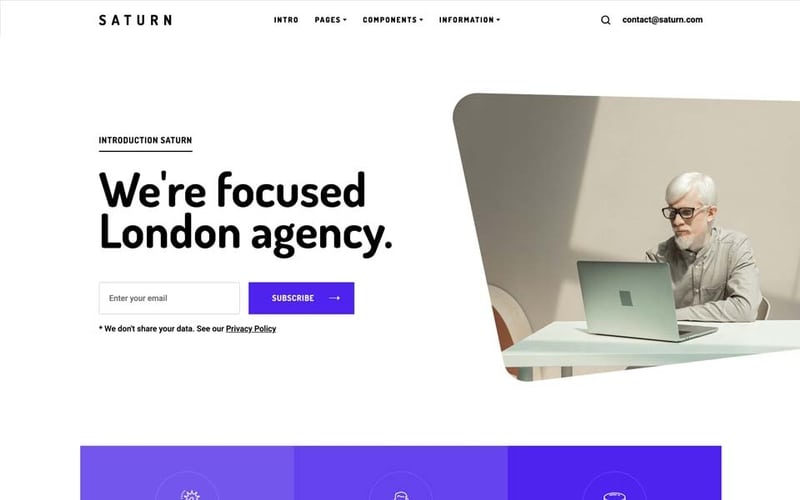 SATURN
INTRO PAGES COMPONENTS INFORMATION
contact@saturn.com
INTRODUCTION SATURN
We're focused
London agency.
Enter your email
SUBSCRIBE
* We don't share your data. See our Privacy Policy